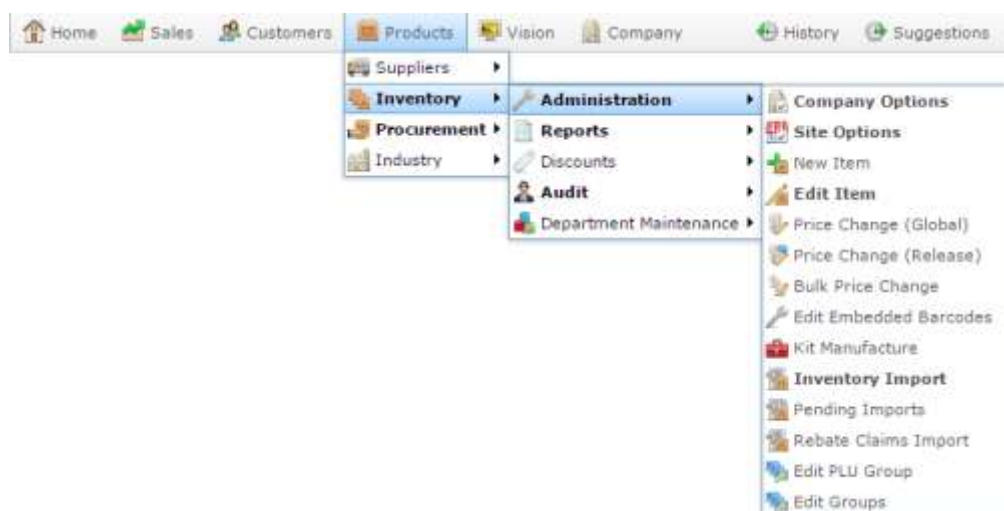 Home Sales Customers Products Vision Company History Suggestions
Suppliers
Inventory Administration Company Options
Procurement Reports Site Options
Industry Discounts New Item
Audit Edit Item
Department Maintenance Price Change (Global)
Price Change (Release)
Bulk Price Change
Edit Embedded Barcodes
Kit Manufacture
Inventory Import
Pending Imports
Rebate Claims Import
Edit PLU Group
Edit Groups